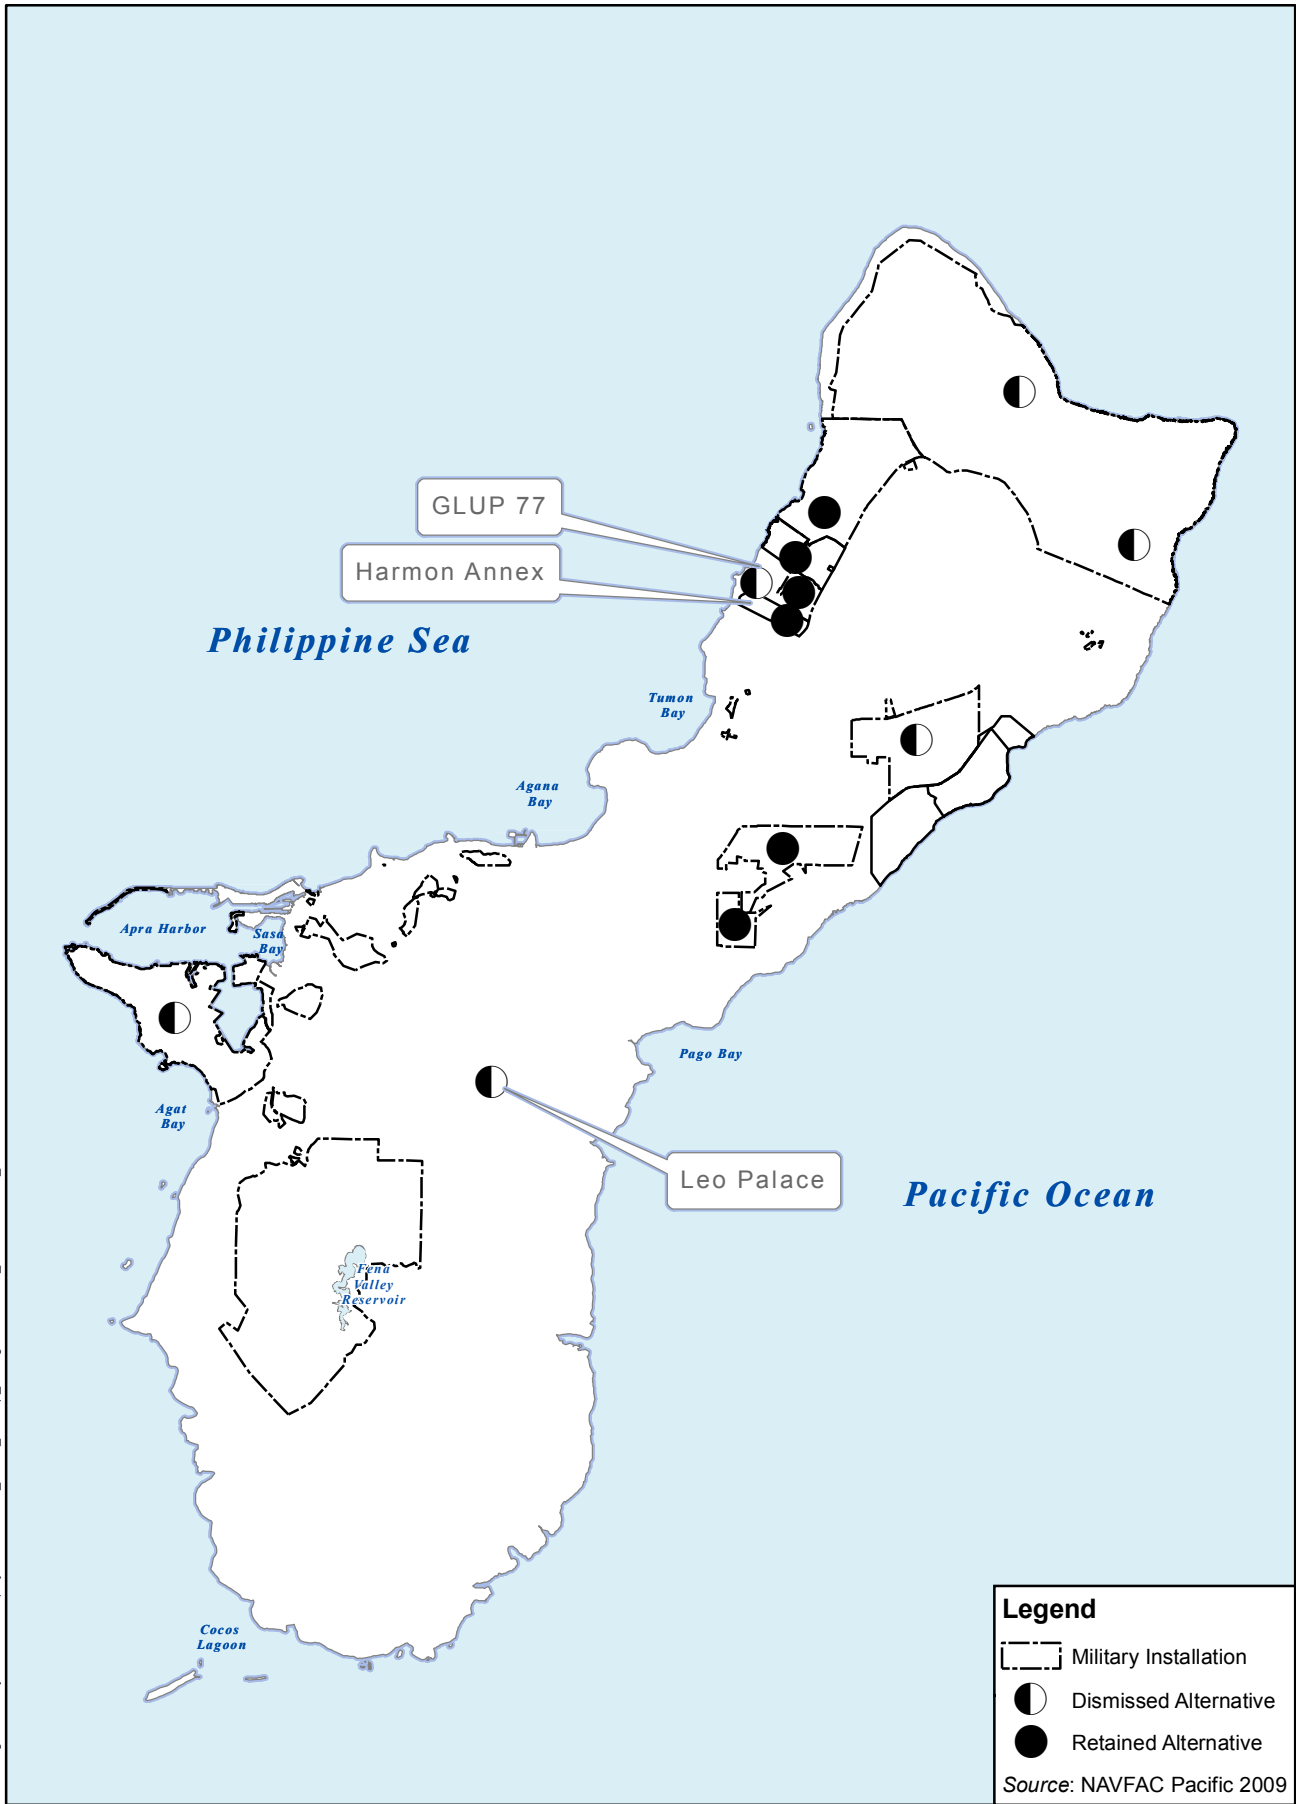 GLUP 77
Harmon Annex
Philippine Sea
Tumon
Bay
Agana
Bay
Apra Harbor
Sasa
Bay
Pago Bay
Agat
Bay
Leo Palace
Pacific Ocean
Fena
Valley
Reservoir
Cocos
Lagoon
Legend
Military Installation
Dismissed Alternative
Retained Alternative
Source: NAVFAC Pacific 2009